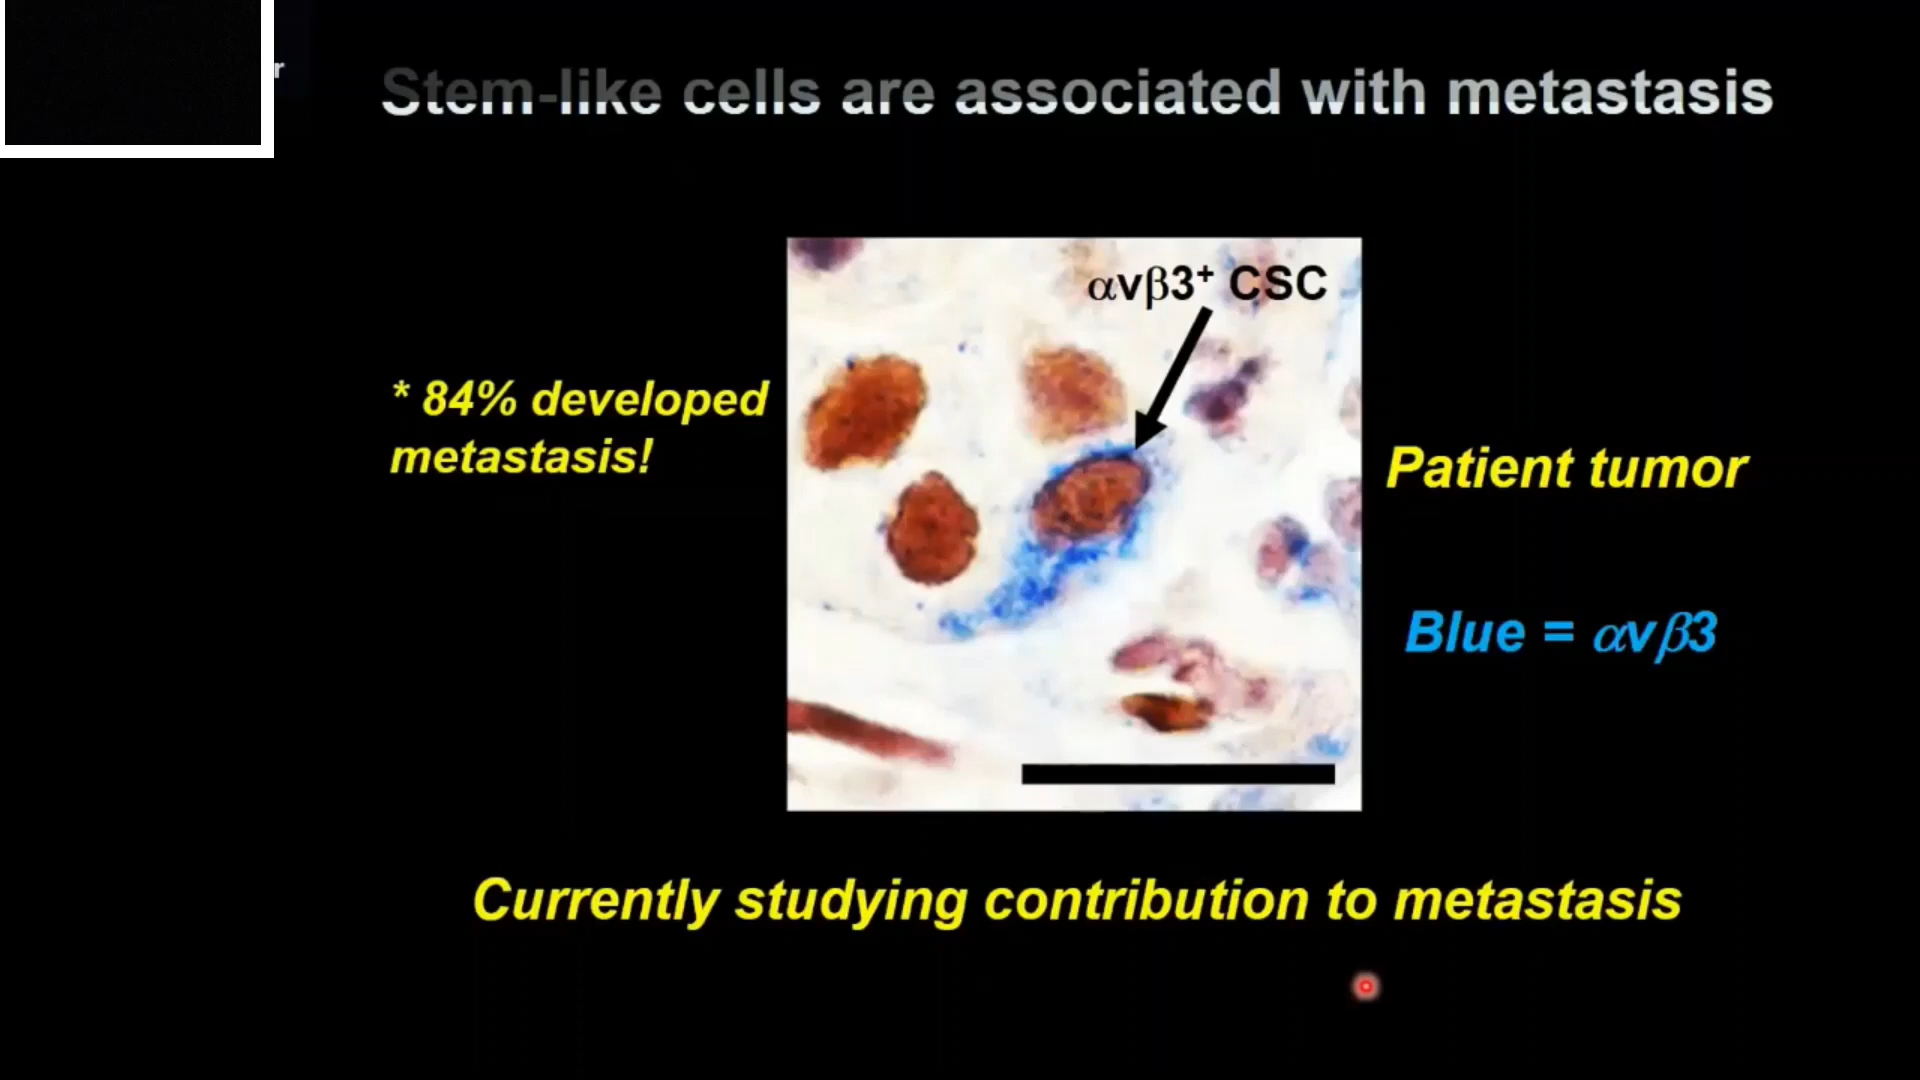 r
Stem-like cells are associated with metastasis
αvβ3⁺ CSC
* 84% developed
metastasis!
Patient tumor
Blue = αvβ3
Currently studying contribution to metastasis